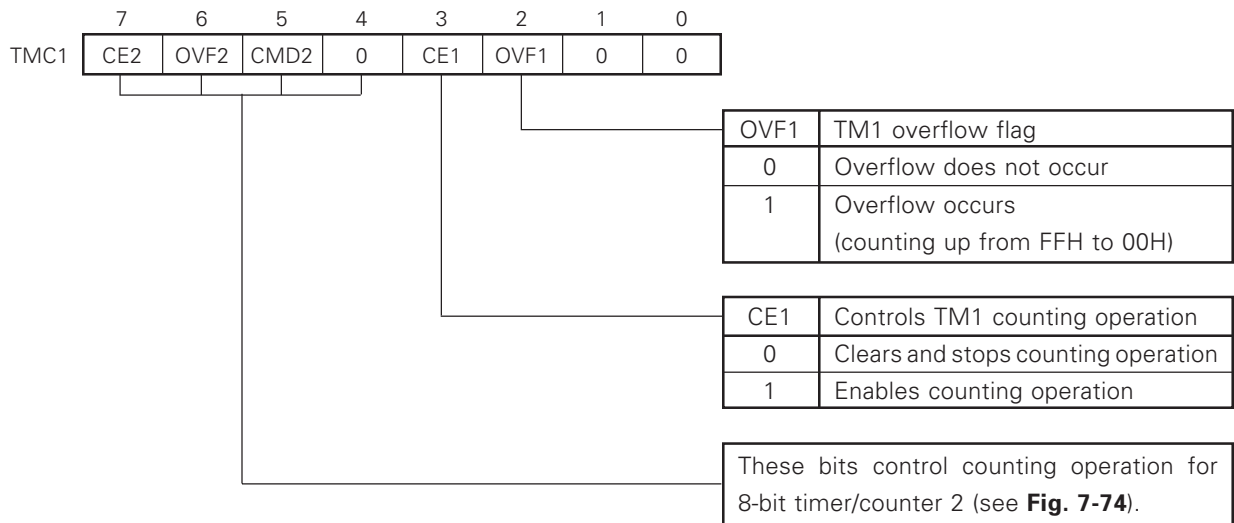 7 6 5 4 3 2 1 0
TMC1 CE2 OVF2 CMD2 0 CE1 OVF1 0 0
OVF1 TM1 overflow flag
0 Overflow does not occur
1 Overflow occurs
(counting up from FFH to 00H)
CE1 Controls TM1 counting operation
0 Clears and stops counting operation
1 Enables counting operation
These bits control counting operation for
8-bit timer/counter 2 (see Fig. 7-74).